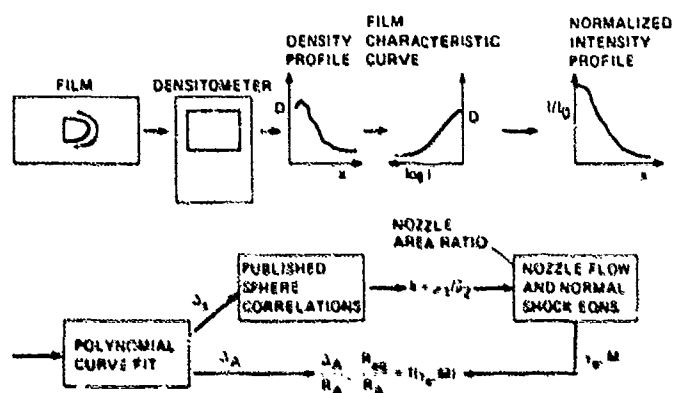 FILM
DENSITOMETER
DENSITY
PROFILE
D
x
FILM
CHARACTERISTIC
CURVE
D
log I
NORMALIZED
INTENSITY
PROFILE
I/I₀
x
NOZZLE
AREA RATIO
PUBLISHED
SPHERE
CORRELATIONS
NOZZLE FLOW
AND NORMAL
SHOCK EQNS.
POLYNOMIAL
CURVE FIT